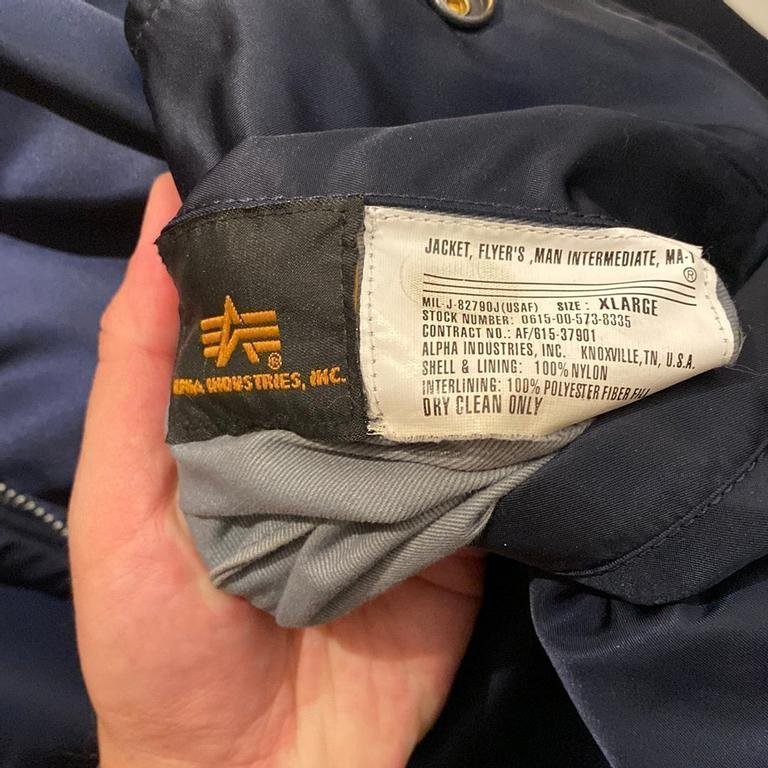 JACKET, FLYER'S ,MAN INTERMEDIATE, MA-1
®
MIL-J-82790J(USAF) SIZE: XLARGE
STOCK NUMBER: 0615-00-573-8335
CONTRACT NO.: AF/615-37901
ALPHA INDUSTRIES, INC. KNOXVILLE,TN, U.S.A.
SHELL & LINING: 100% NYLON
INTERLINING: 100% POLYESTER FIBER FILL
DRY CLEAN ONLY
®
ALPHA INDUSTRIES, INC.